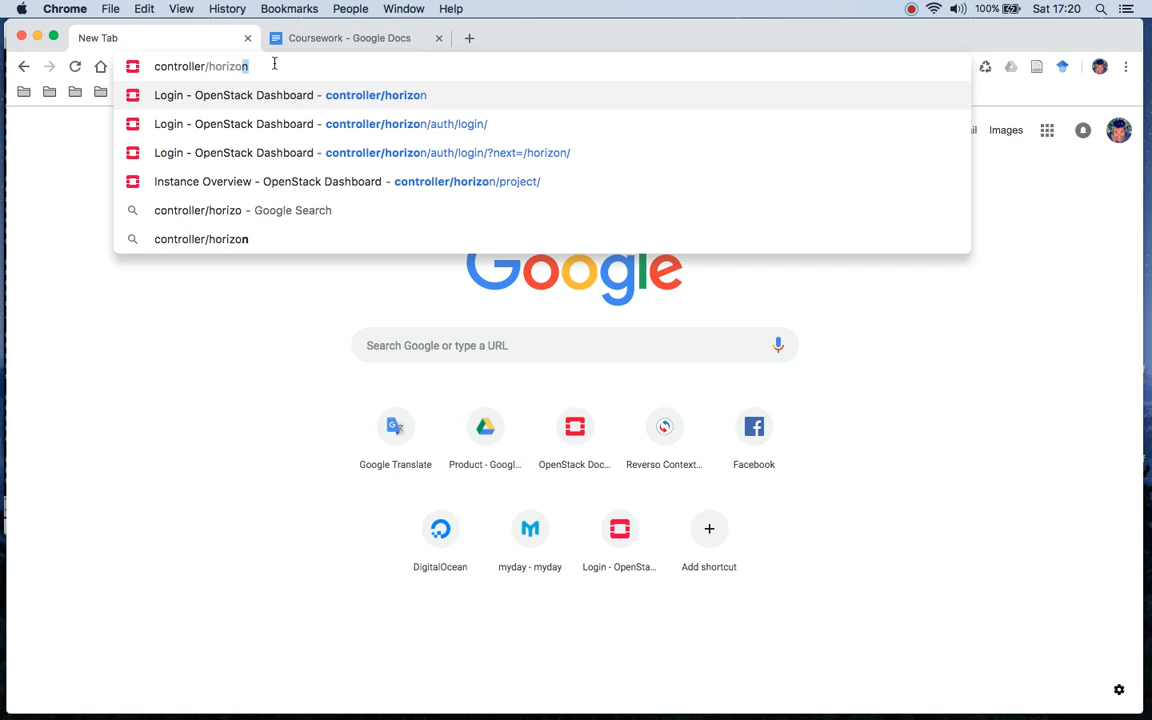 Chrome File Edit View History Bookmarks People Window Help 100% Sat 17:20
New Tab Coursework - Google Docs
controller/horizon
Login - OpenStack Dashboard - controller/horizon
Login - OpenStack Dashboard - controller/horizon/auth/login/
Login - OpenStack Dashboard - controller/horizon/auth/login/?next=/horizon/
Instance Overview - OpenStack Dashboard - controller/horizon/project/
controller/horizo - Google Search
controller/horizon
il Images
Google
Search Google or type a URL
Google Translate Product - Googl... OpenStack Doc... Reverso Context... Facebook
DigitalOcean myday - myday Login - OpenSta... Add shortcut